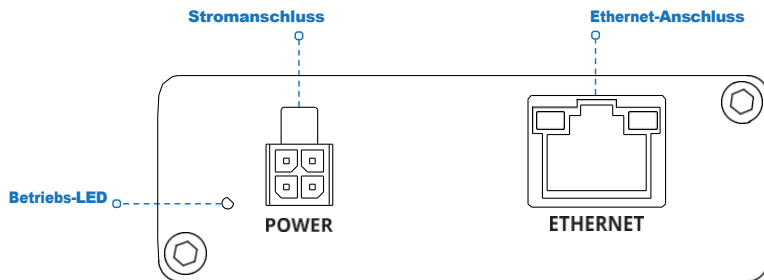 Stromanschluss
Ethernet-Anschluss
Betriebs-LED
POWER
ETHERNET